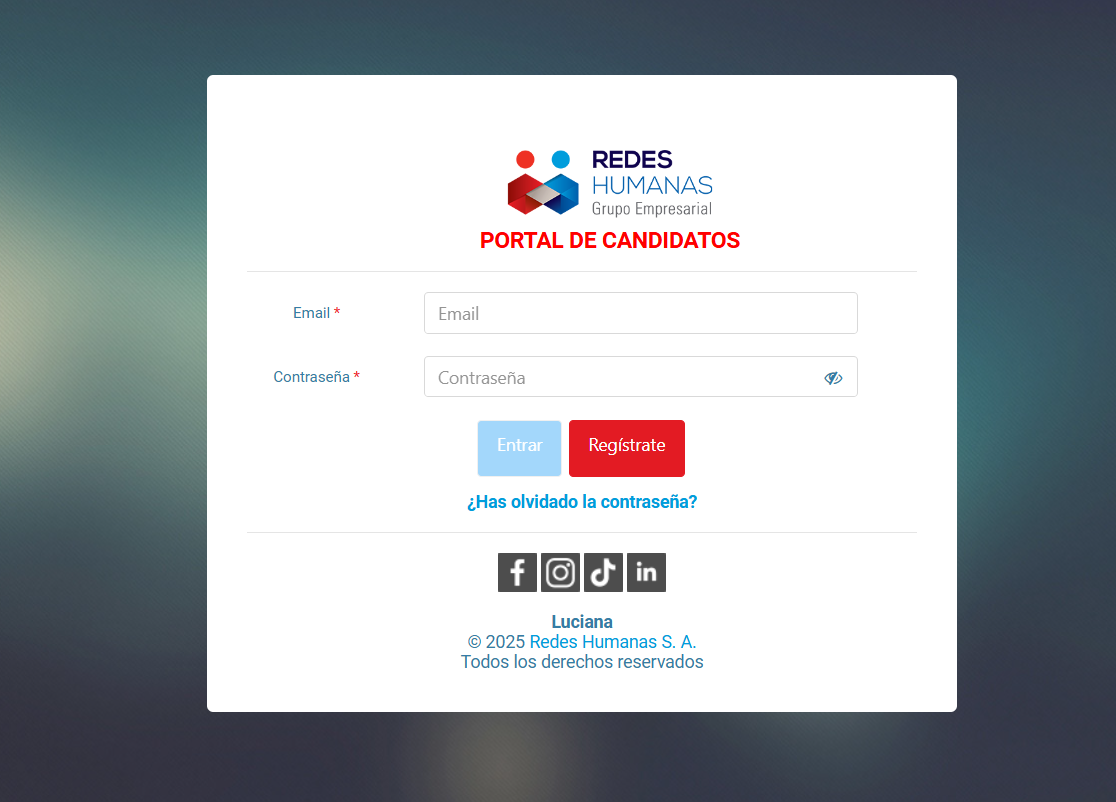 REDES
HUMANAS
Grupo Empresarial
PORTAL DE CANDIDATOS
Email *
Email
Contraseña *
Contraseña
Entrar
Regístrate
¿Has olvidado la contraseña?
Luciana
© 2025 Redes Humanas S. A.
Todos los derechos reservados